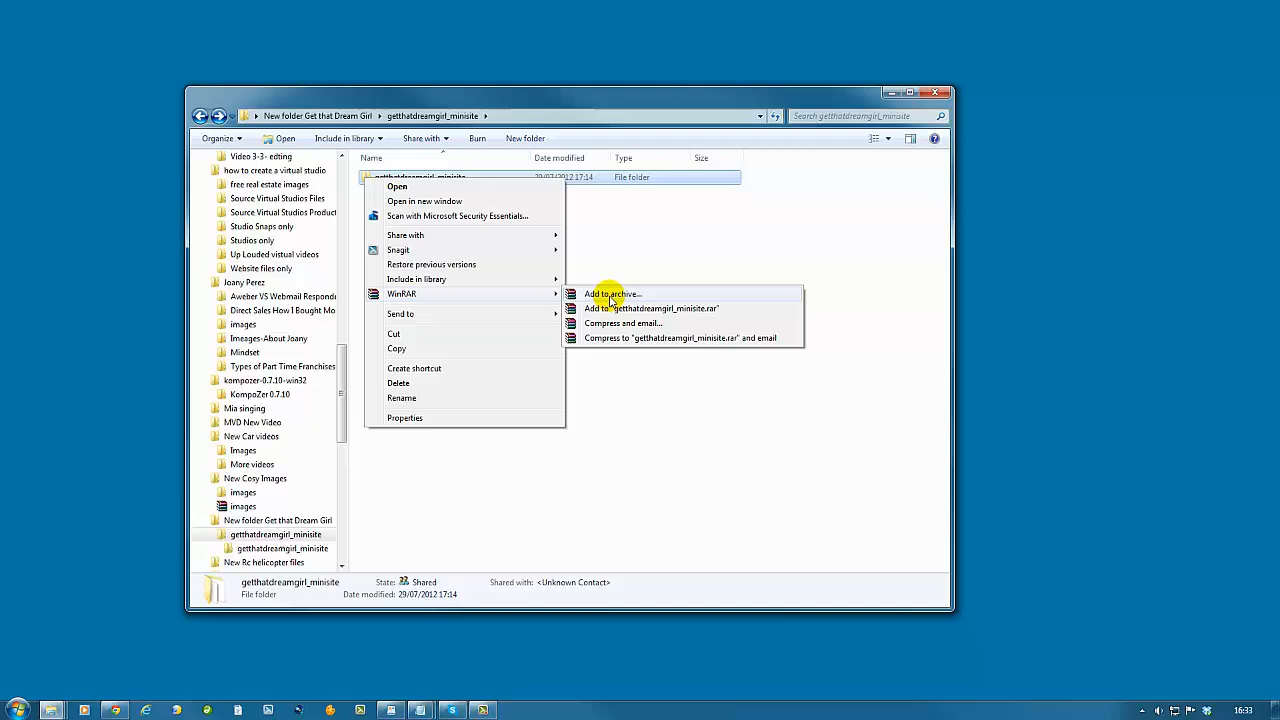 New folder Get that Dream Girl
getthatdreamgirl_minisite
Search getthatdreamgirl_minisite
Organize
Open
Include in library
Share with
Burn
New folder
Name
Date modified
Type
Size
getthatdreamgirl_minisite
29/07/2012 17:14
File folder
Video 3-3- edting
how to create a virtual studio
free real estate images
Source Virtual Studios Files
Source Virtual Studios Product
Studio Snaps only
Studios only
Up Louded vistual videos
Website files only
Joany Perez
Aweber VS Webmail Responde
Direct Sales How I Bought Mo
images
Imeages-About Joany
Mindset
Types of Part Time Franchises
kompozer-0.7.10-win32
KompoZer 0.7.10
Mia singing
MVD New Video
New Car videos
Images
More videos
New Cosy Images
images
images
New folder Get that Dream Girl
getthatdreamgirl_minisite
getthatdreamgirl_minisite
New Rc helicopter files
Open
Open in new window
Scan with Microsoft Security Essentials...
Share with
Snagit
Restore previous versions
Include in library
WinRAR
Send to
Cut
Copy
Create shortcut
Delete
Rename
Properties
Add to archive...
Add to "getthatdreamgirl_minisite.rar"
Compress and email...
Compress to "getthatdreamgirl_minisite.rar" and email
getthatdreamgirl_minisite
State:
Shared
Shared with: <Unknown Contact>
File folder
Date modified: 29/07/2012 17:14
16:33